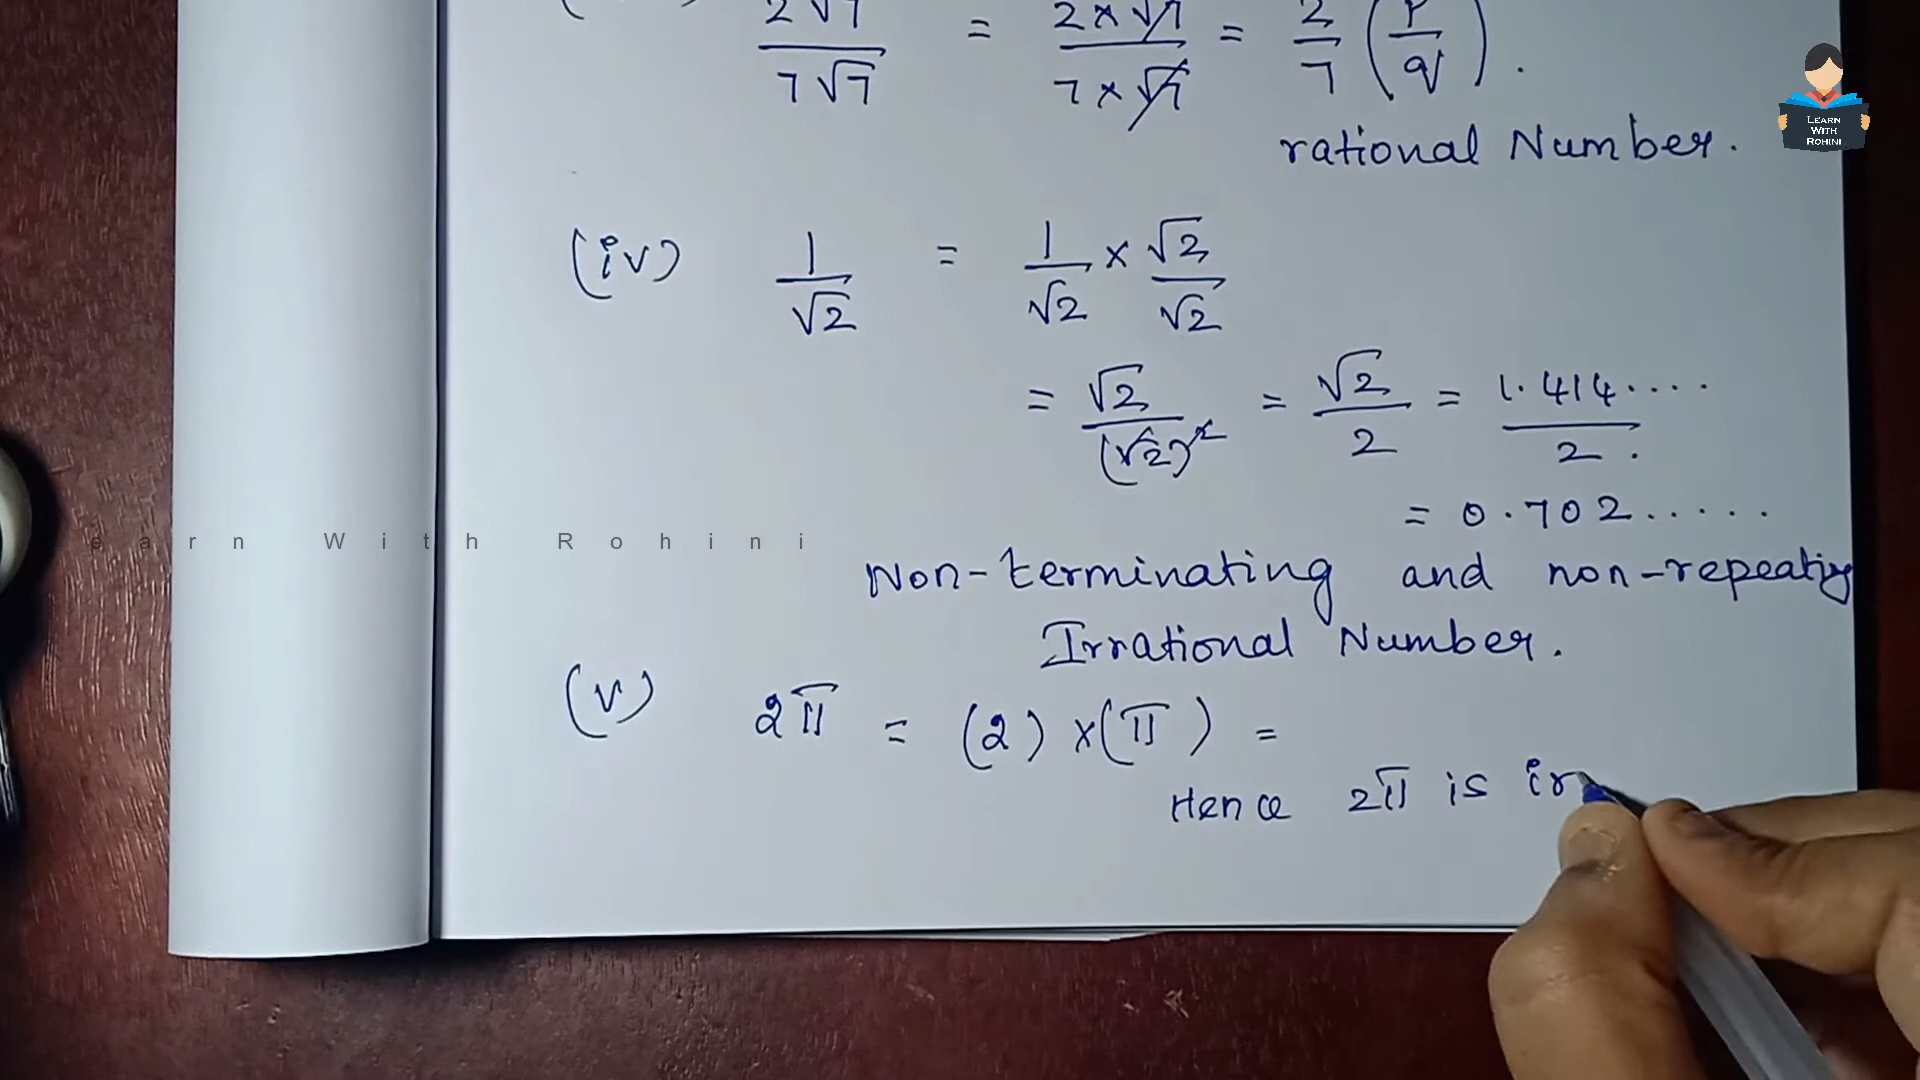 2√7 / 7√7 = 2 × √7 / 7 × √7 = 2/7 (p/q).
rational Number.
(iv) 1/√2 = 1/√2 × √2/√2
= √2/(√2)² = √2/2 = 1.414..../2.
= 0.702.....
Non-terminating and non-repeating
Irrational Number.
(v) 2π = (2) × (π) =
Hence 2π is ir
LEARN
WITH
ROHINI
earn With Rohini